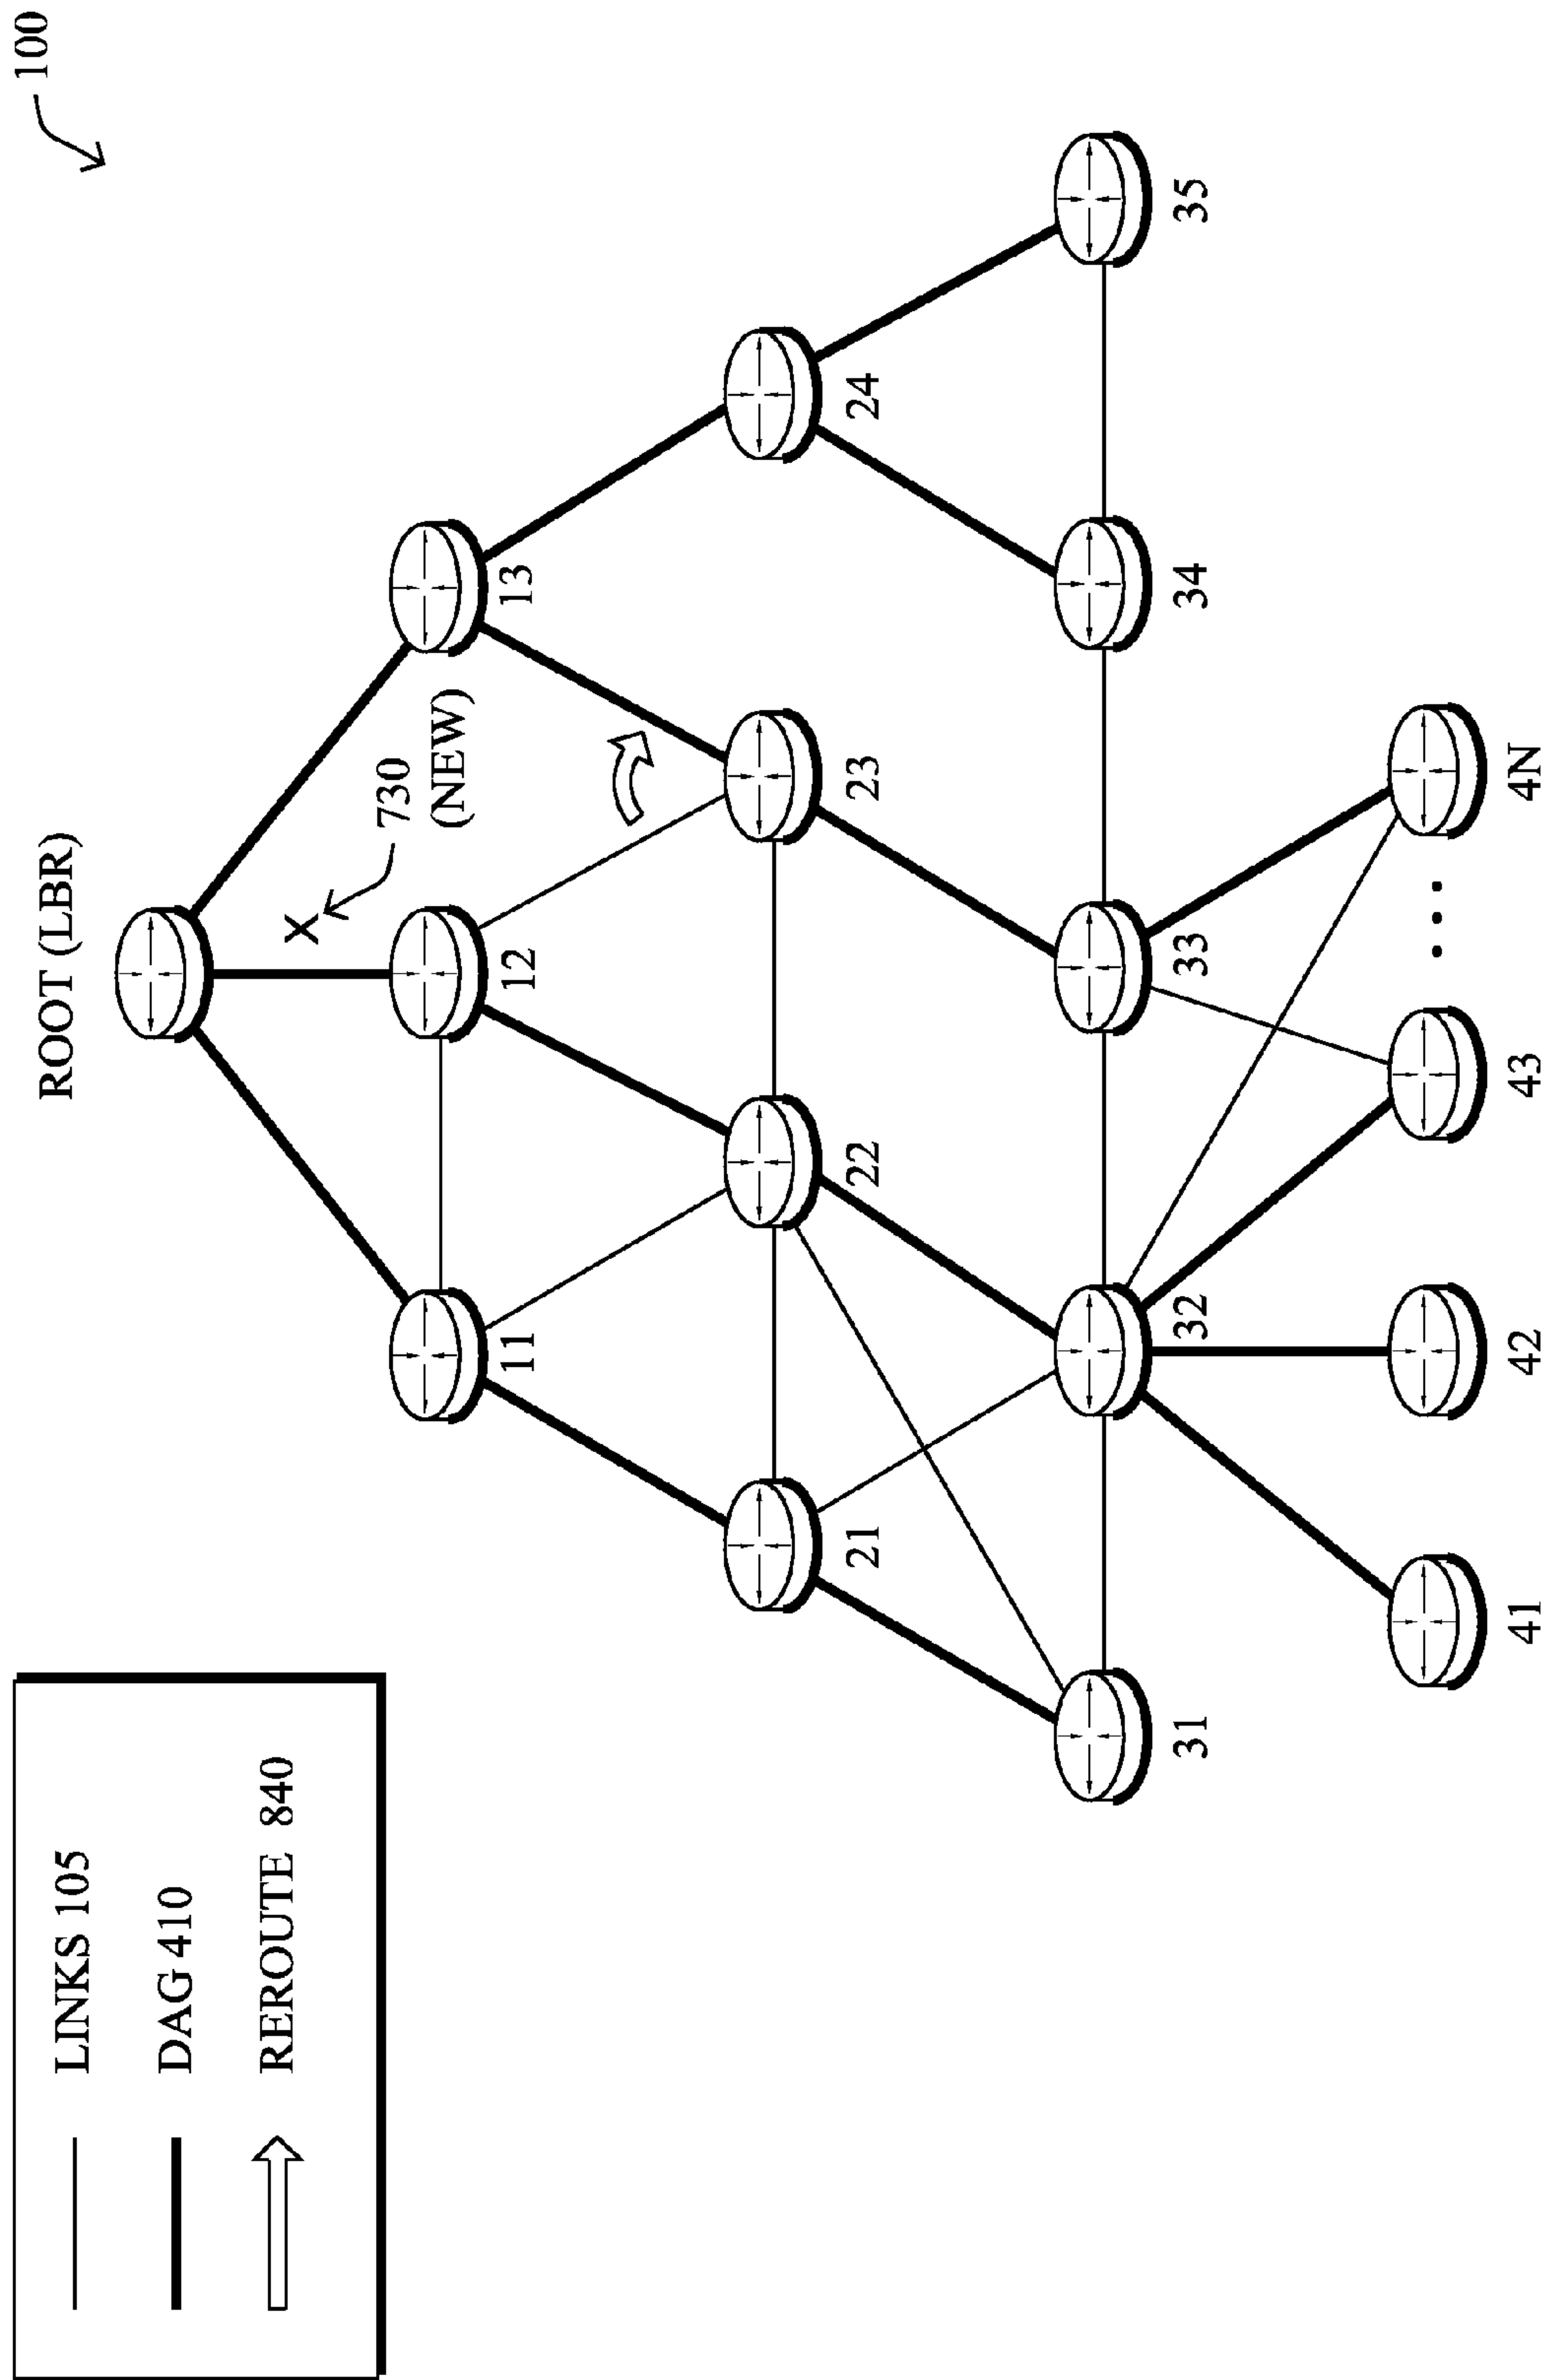 100
LINKS 105
DAG 410
REROUTE 840
ROOT (LBR)
X
730
(NEW)
11
12
13
21
22
23
24
31
32
33
34
35
41
42
43
...
4N